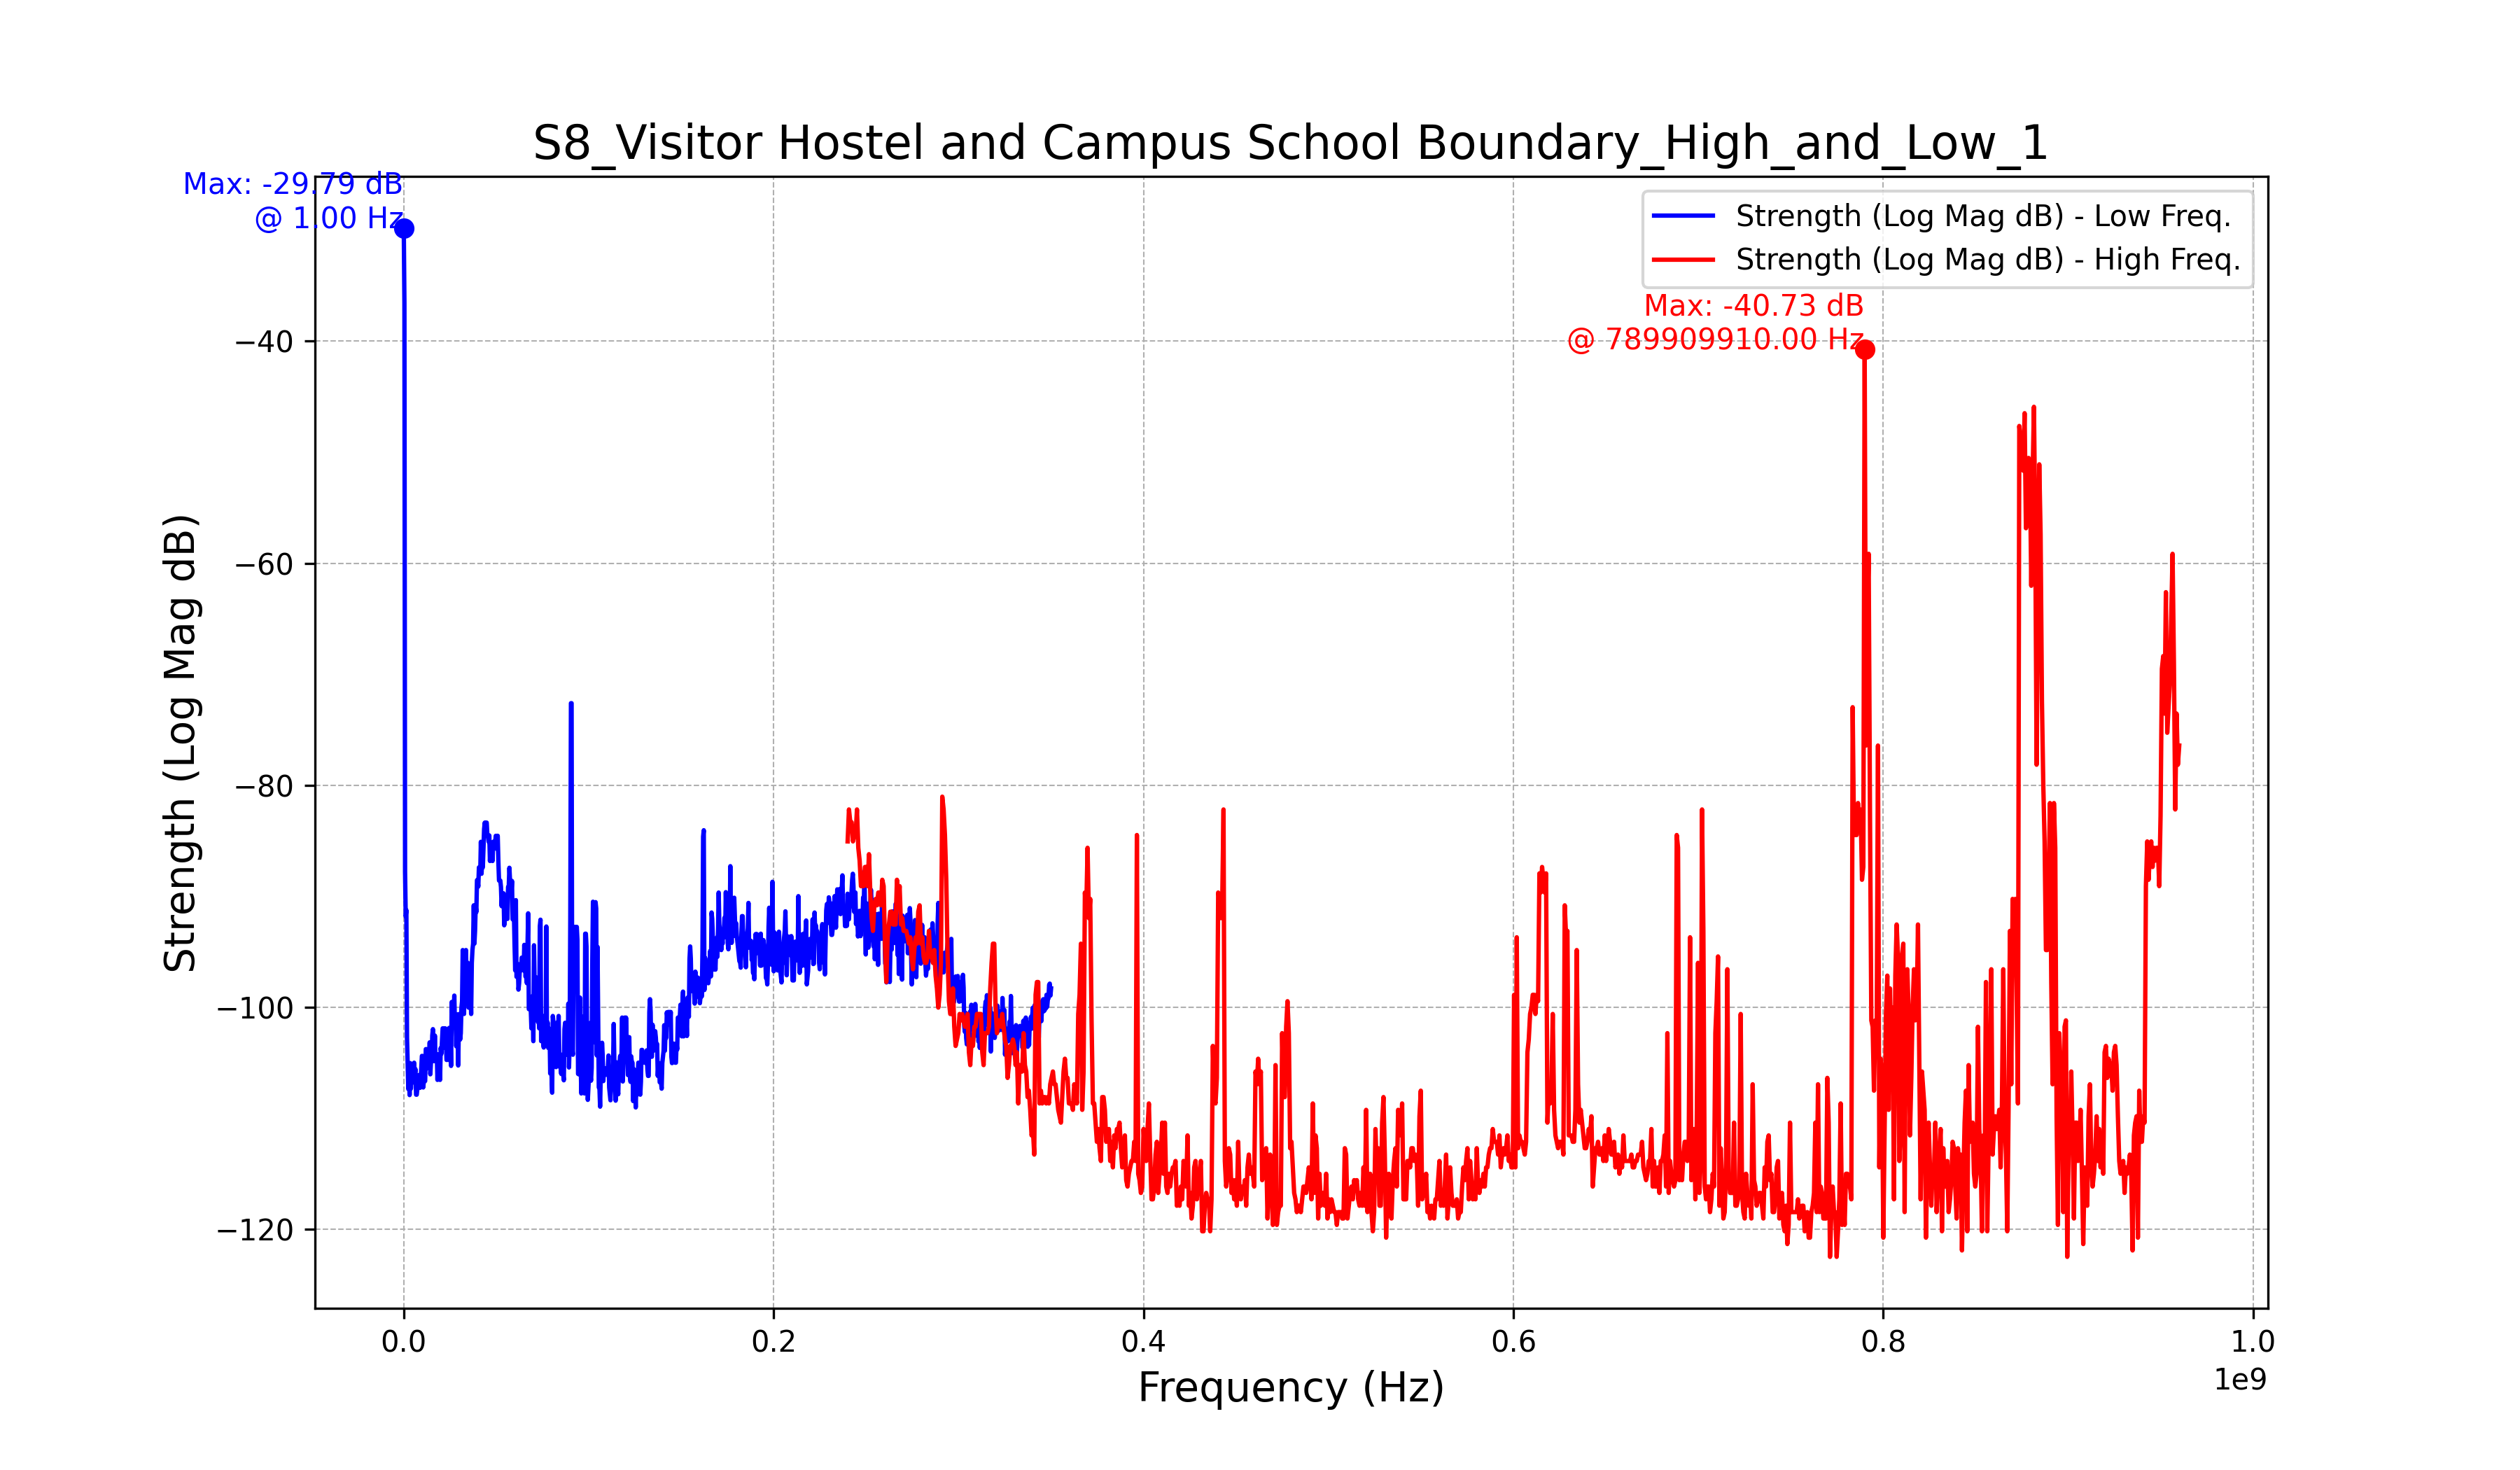 S8_Visitor Hostel and Campus School Boundary_High_and_Low_1
Max: -29.79 dB
@ 1.00 Hz
Strength (Log Mag dB) - Low Freq.
Strength (Log Mag dB) - High Freq.
Max: -40.73 dB
@ 789909910.00 Hz
−40
−60
−80
−100
−120
Strength (Log Mag dB)
0.0
0.2
0.4
0.6
0.8
1.0
1e9
Frequency (Hz)